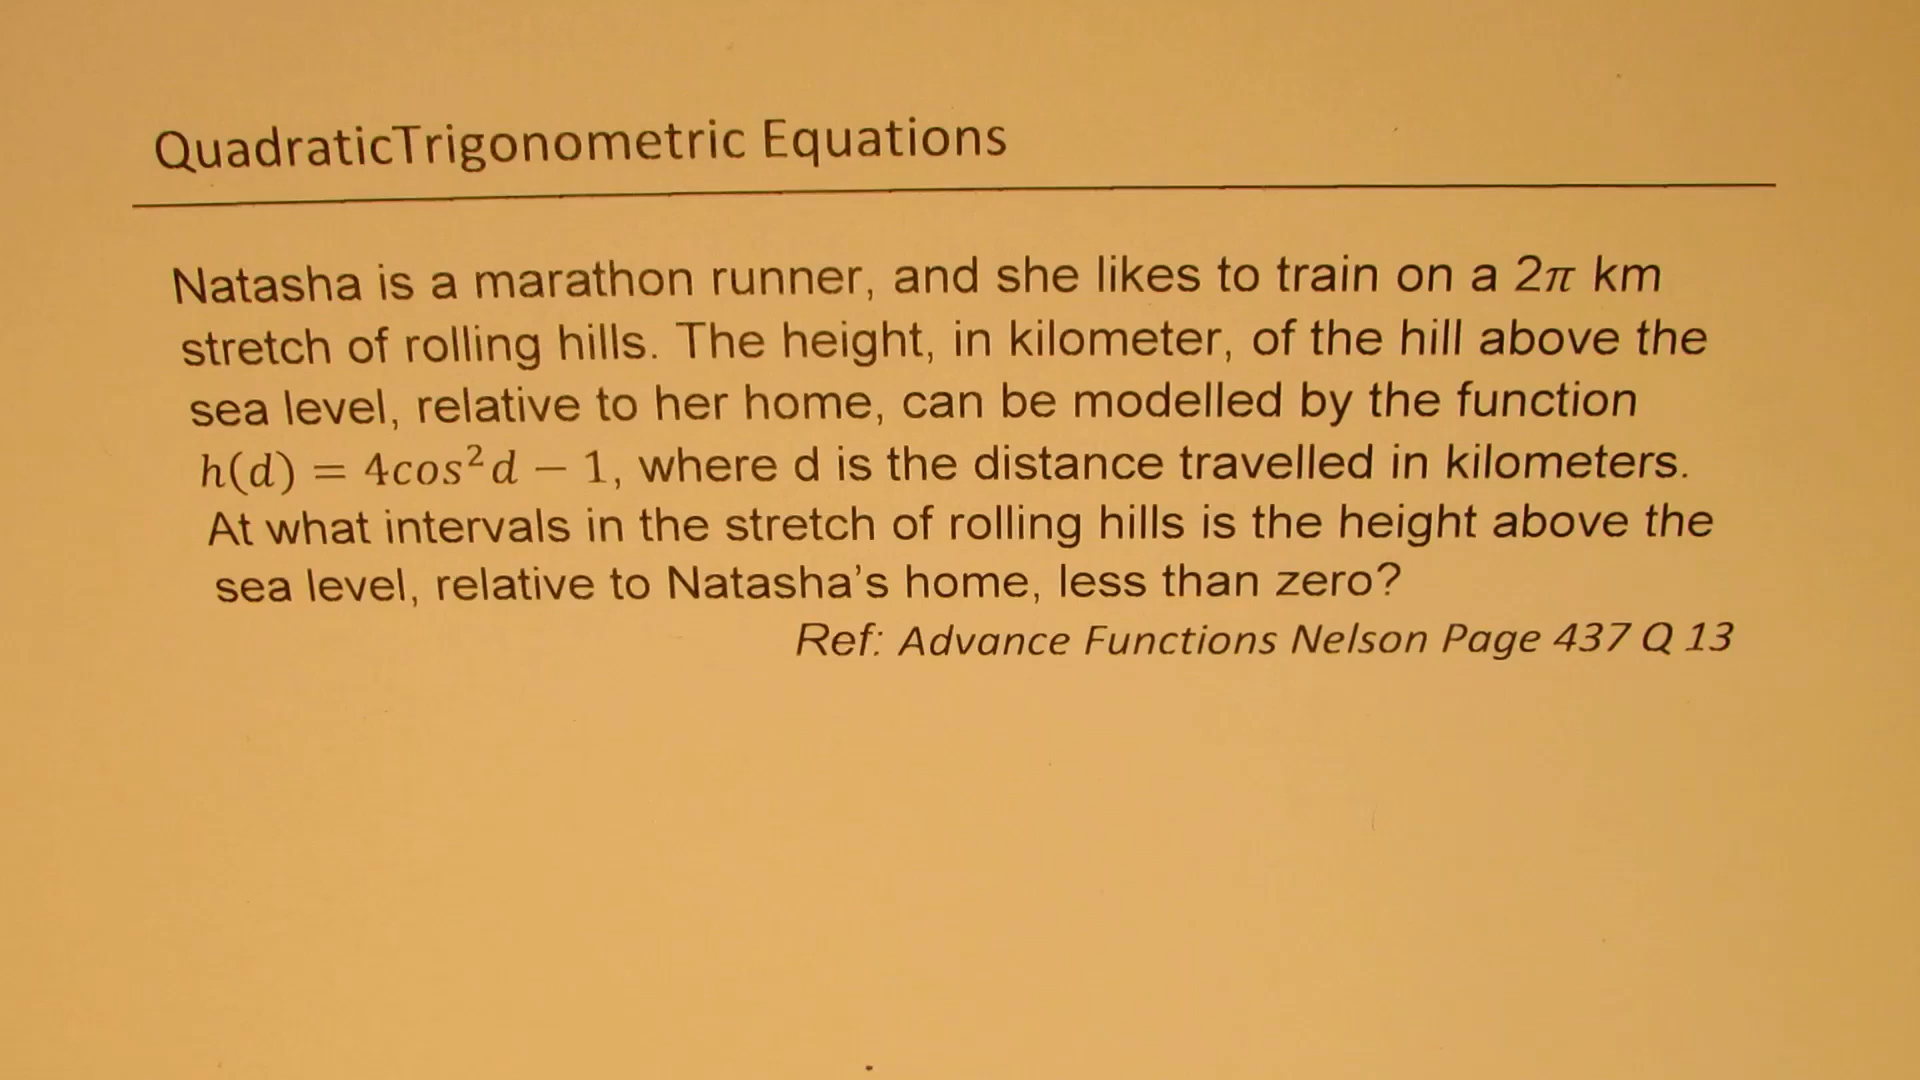 QuadraticTrigonometric Equations
Natasha is a marathon runner, and she likes to train on a 2π km
stretch of rolling hills. The height, in kilometer, of the hill above the
sea level, relative to her home, can be modelled by the function
h(d) = 4cos²d − 1, where d is the distance travelled in kilometers.
At what intervals in the stretch of rolling hills is the height above the
sea level, relative to Natasha's home, less than zero?
Ref: Advance Functions Nelson Page 437 Q 13